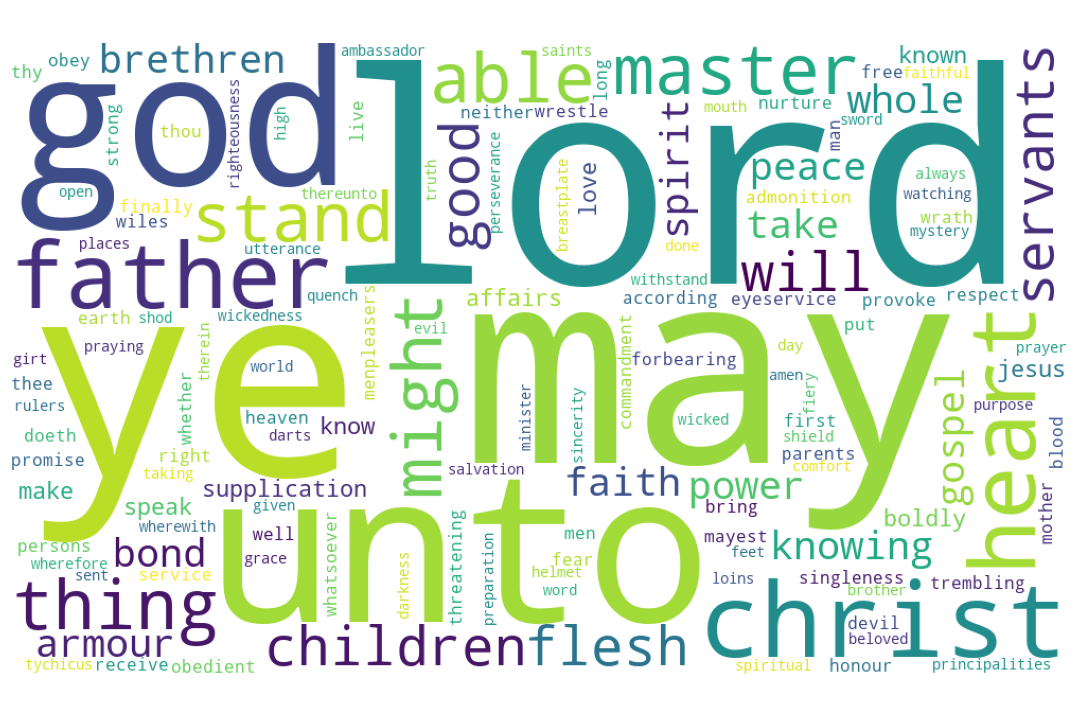 god
lord
ye may
unto
christ
father
thing
stand
able
master
brethren
obey
thy
ambassador
saints
long
known
free
faithful
whole
servants
strong
thou
righteousness
high
live
neither
wrestle
mouth
nurture
man
sword
open
finally
wiles
thereunto
truth
good
perseverance
breastplate
love
spirit
peace
admonition
take
always
watching
wrath
mystery
places
utterance
done
will
quench
might
menpleasers
affairs
withstand
according
eyeservice
provoke
respect
earth
shod
wickedness
evil
commandment
forbearing
put
day
heart
girt
praying
therein
world
amen
fiery
prayer
jesus
thee
rulers
whether
heaven
darts
know
minister
sincerity
wicked
first
shield
purpose
gospel
blood
doeth
right
promise
taking
salvation
parents
comfort
make
supplication
faith
power
speak
given
bring
boldly
mother
wherewith
well
whatsoever
threatening
men
mayest
knowing
persons
wherefore
bond
grace
darkness
preparation
fear
feet
sent
service
helmet
word
loins
singleness
trembling
brother
armour
children
flesh
devil
beloved
tychicus
receive
obedient
spiritual
honour
principalities